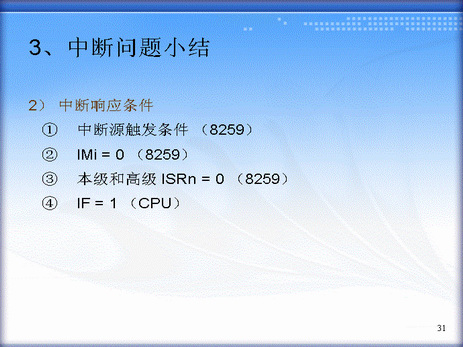 3、中断问题小结
2） 中断响应条件
① 中断源触发条件 （8259）
② IMi = 0 （8259）
③ 本级和高级 ISRn = 0 （8259）
④ IF = 1 （CPU）
31